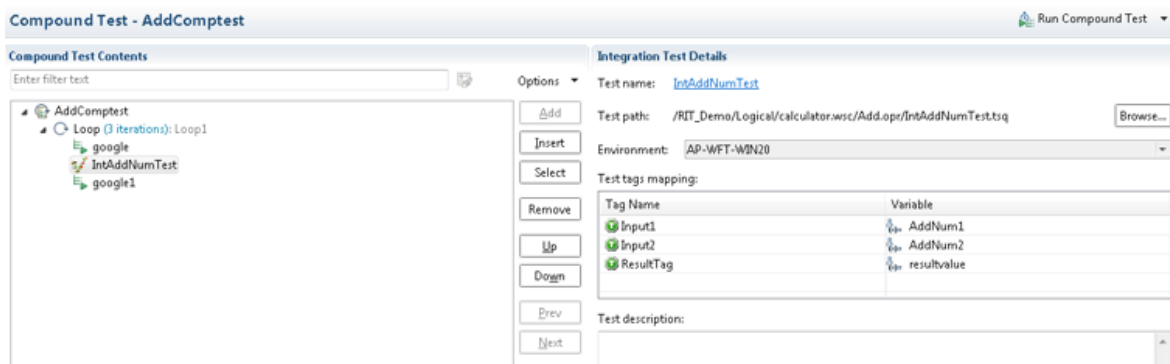 Compound Test - AddComptest
Run Compound Test
Compound Test Contents
Enter filter text
Options
AddComptest
Loop (3 iterations): Loop1
google
IntAddNumTest
google1
Add
Insert
Select
Remove
Up
Down
Prev
Next
Integration Test Details
Test name: IntAddNumTest
Test path: /RIT_Demo/Logical/calculator.wsc/Add.opr/IntAddNumTest.tsq
Browse...
Environment: AP-WFT-WIN20
Test tags mapping:
Tag Name Variable
Input1 AddNum1
Input2 AddNum2
ResultTag resultvalue
Test description: